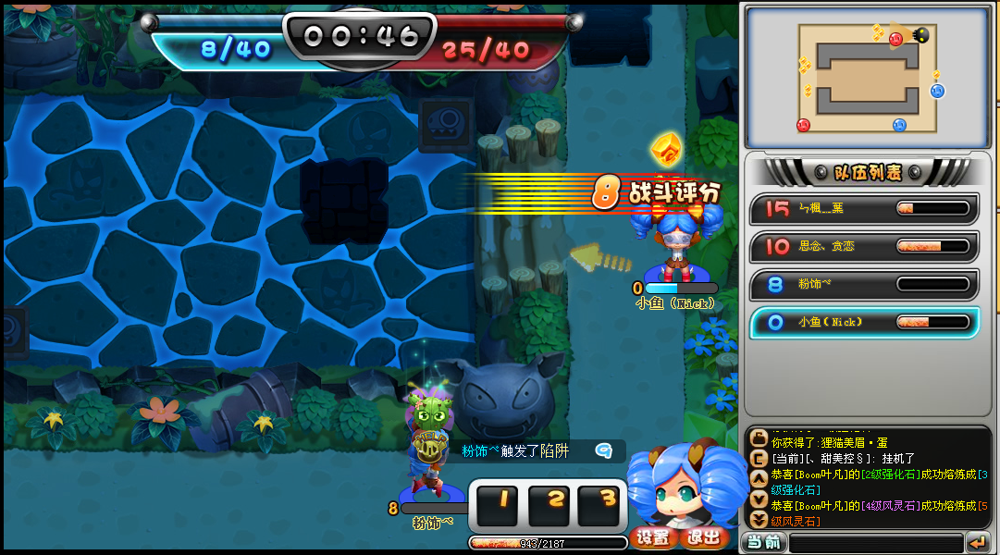 8/40
00:46
25/40
8 战斗评分
0
小鱼(Nick)
粉饰ペ触发了陷阱
8
粉饰ペ
1 2 3
943/2187
设置 退出
队伍列表
15 ㄣ楓﹎葉
10 思念、贪恋
8 粉饰ペ
0 小鱼(Nick)
你获得了:狸猫美眉·蛋
[当前][、甜美控§]: 挂机了
恭喜[Boom叶凡]的[2级强化石]成功熔炼成[3
级强化石]
恭喜[Boom叶凡]的[4级风灵石]成功熔炼成[5
级风灵石]
当前